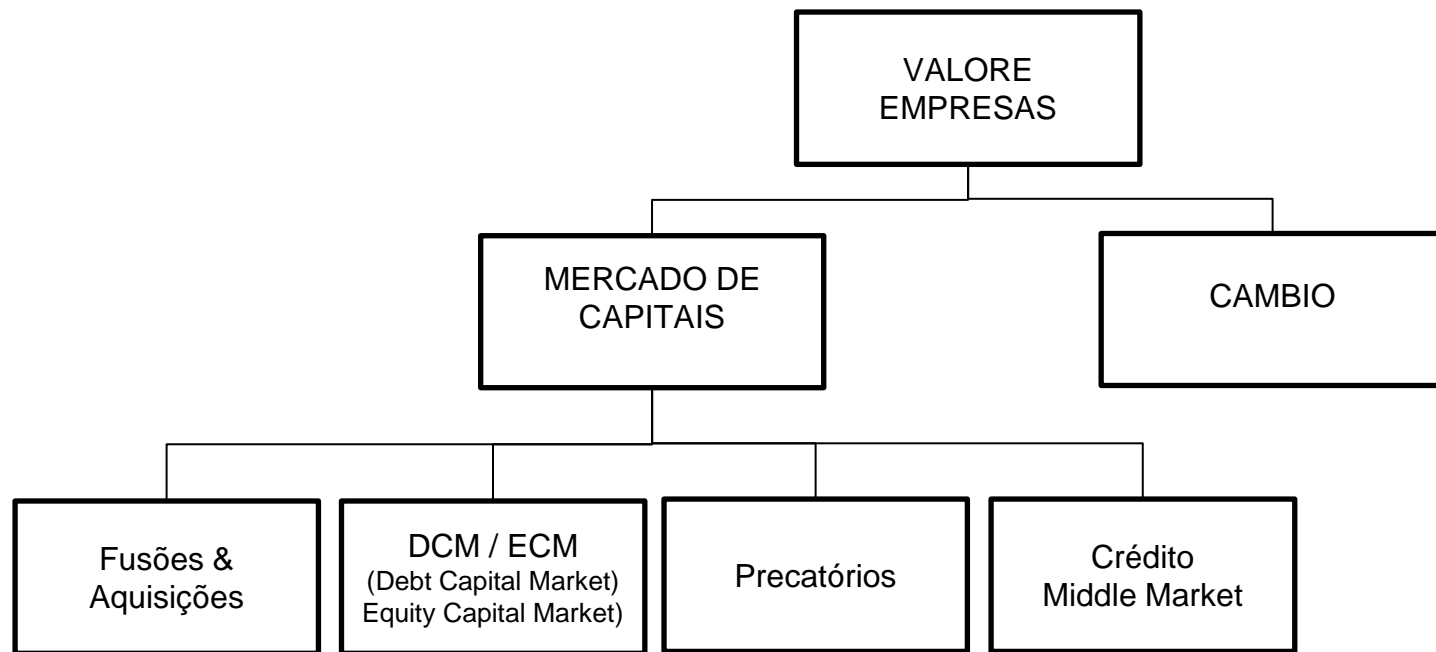 VALORE
EMPRESAS
MERCADO DE
CAPITAIS
CAMBIO
Fusões &
Aquisições
DCM / ECM
(Debt Capital Market)
Equity Capital Market)
Precatórios
Crédito
Middle Market